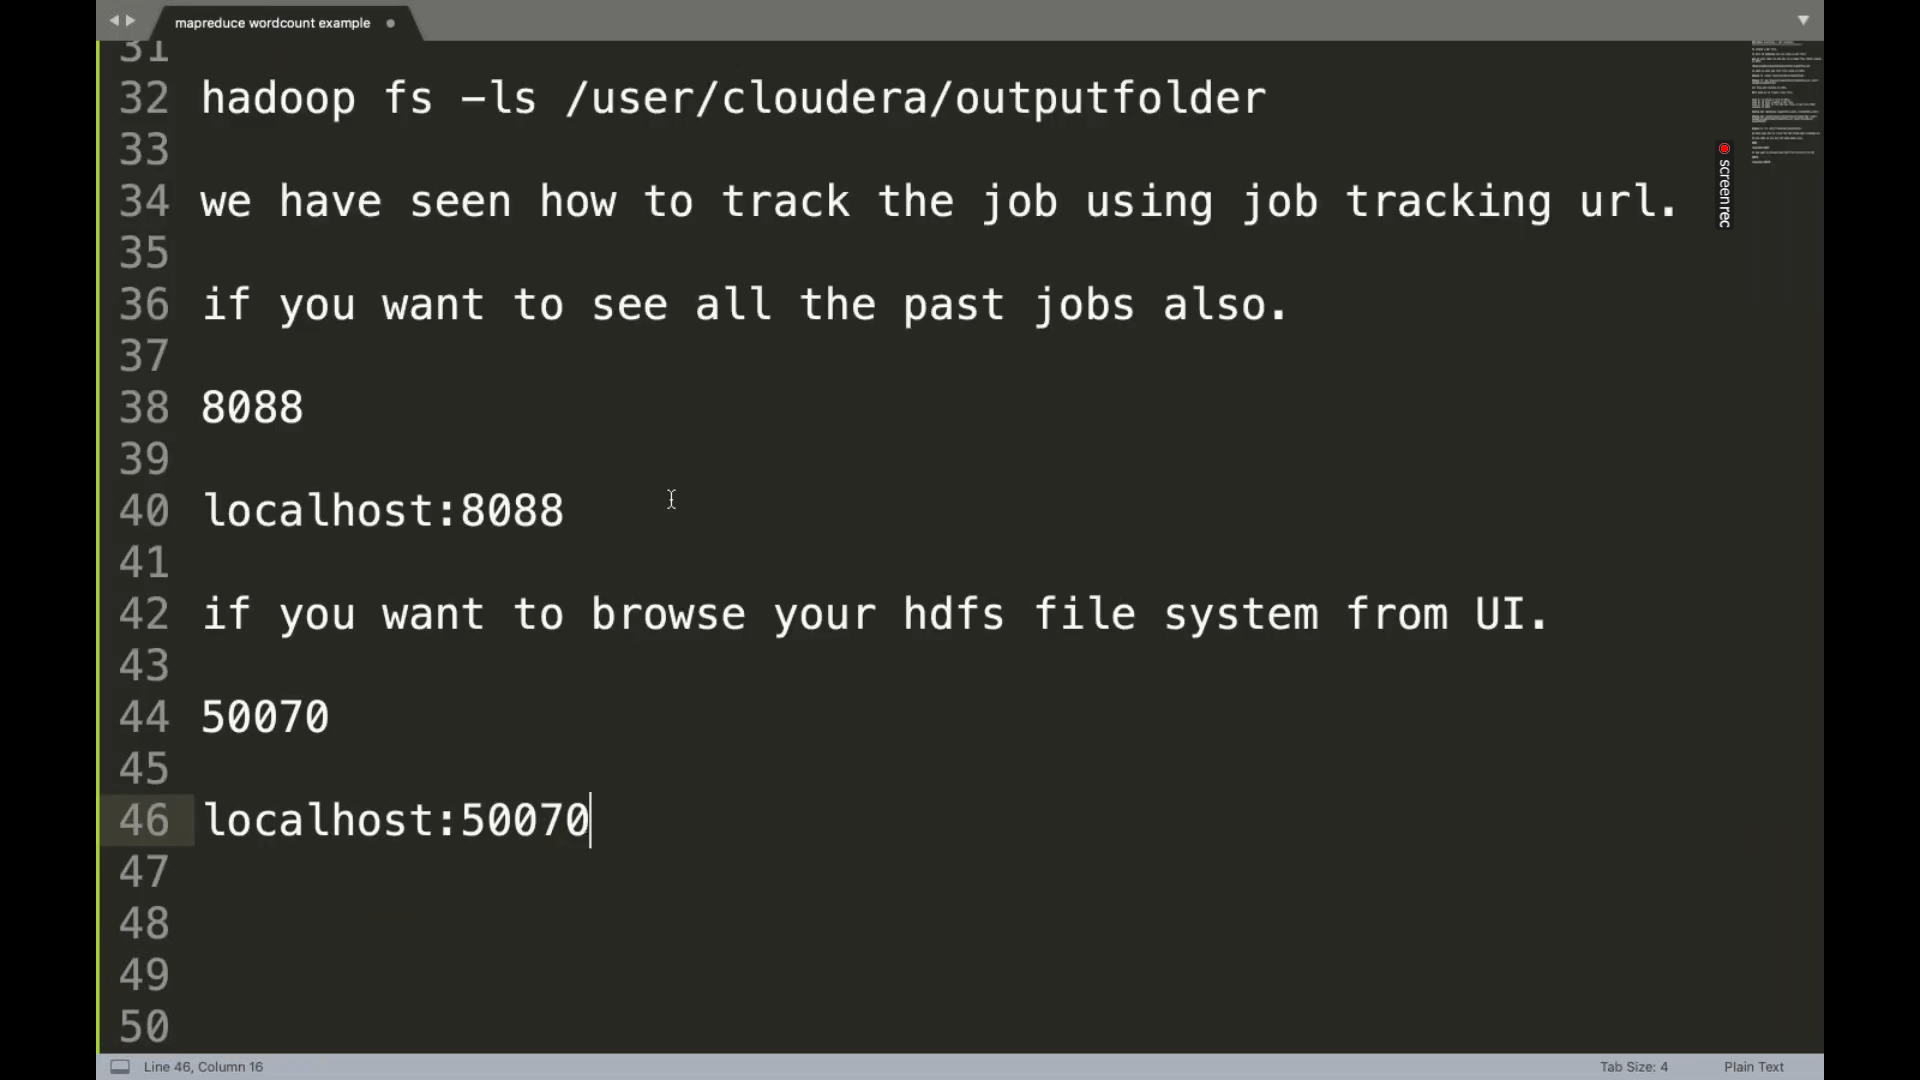 mapreduce wordcount example
31
32 hadoop fs -ls /user/cloudera/outputfolder
33
34 we have seen how to track the job using job tracking url.
35
36 if you want to see all the past jobs also.
37
38 8088
39
40 localhost:8088
41
42 if you want to browse your hdfs file system from UI.
43
44 50070
45
46 localhost:50070
47
48
49
50
screen rec
Line 46, Column 16
Tab Size: 4
Plain Text